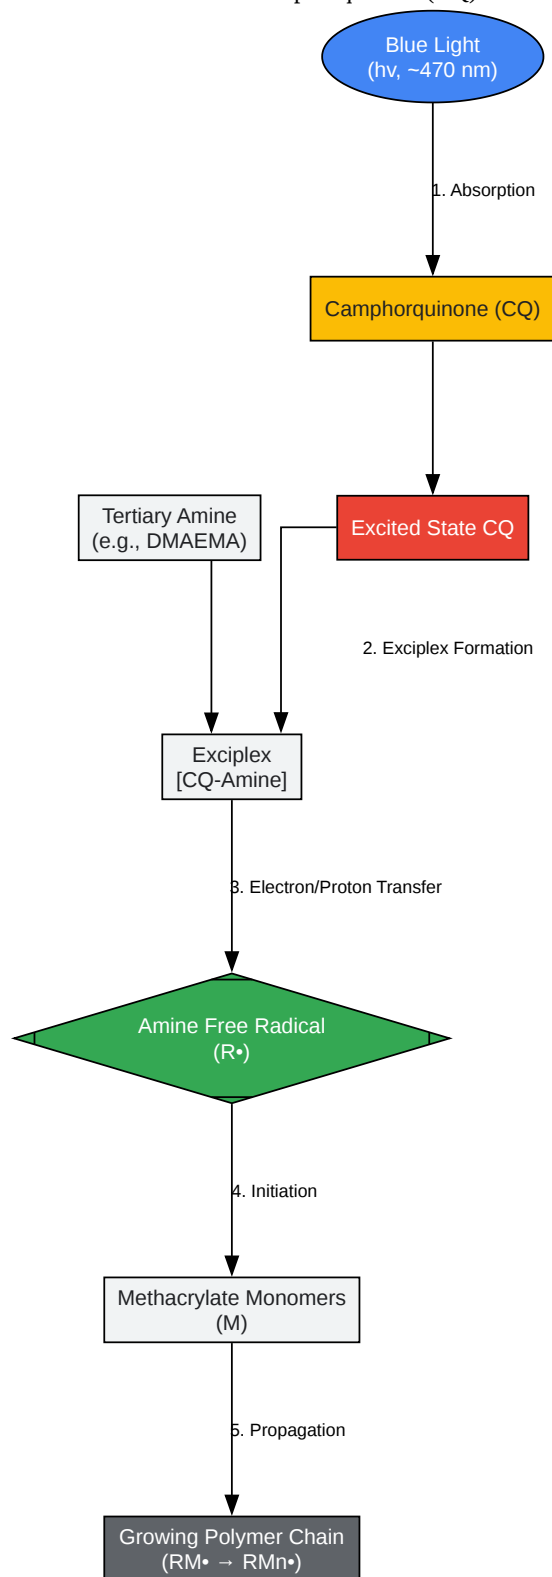 Blue Light
(hv, ~470 nm)
1. Absorption
Camphorquinone (CQ)
Tertiary Amine
(e.g., DMAEMA)
Excited State CQ
2. Exciplex Formation
Exciplex
[CQ-Amine]
3. Electron/Proton Transfer
Amine Free Radical
(R•)
4. Initiation
Methacrylate Monomers
(M)
5. Propagation
Growing Polymer Chain
(RM• → RMn•)